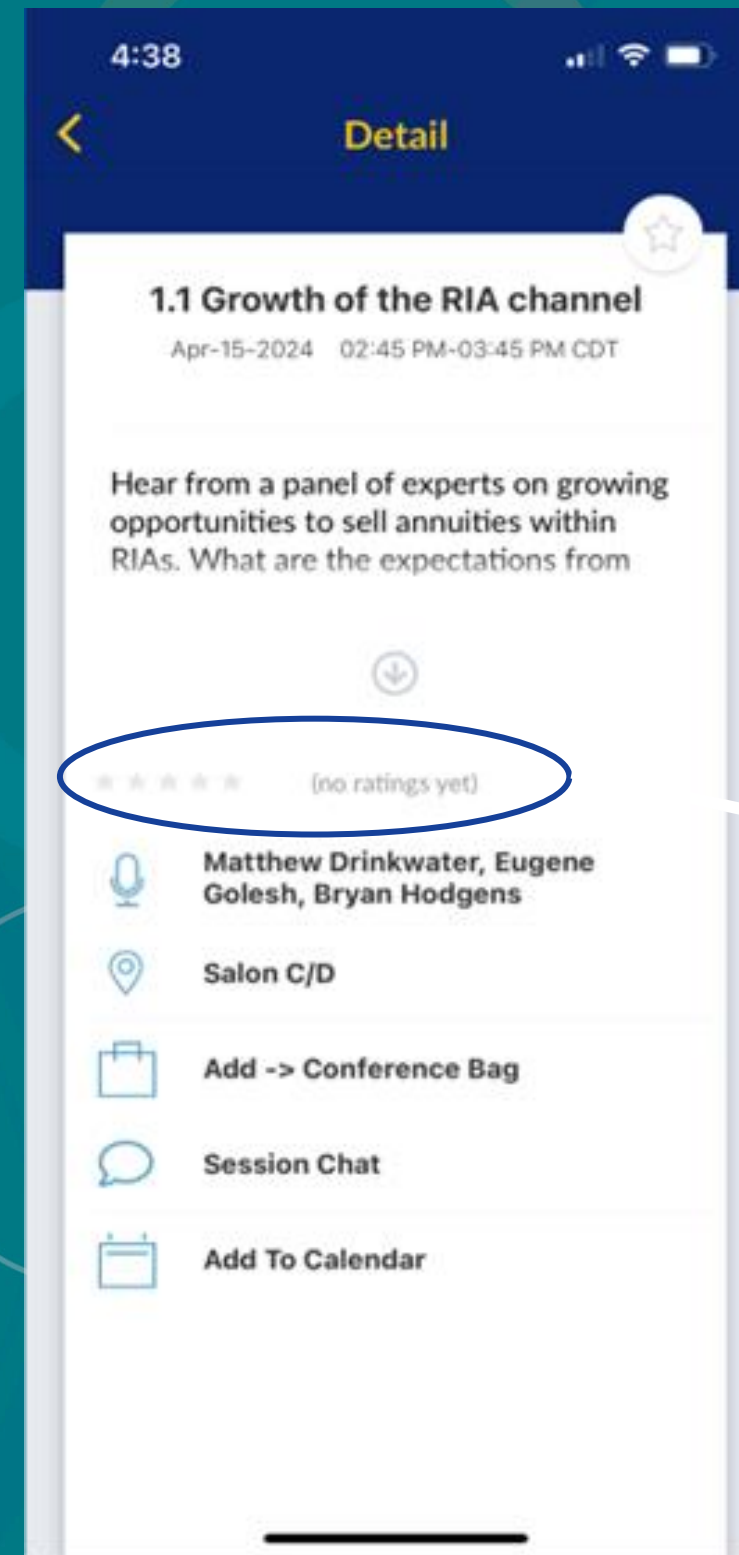 4:38
Detail
1.1 Growth of the RIA channel
Apr-15-2024 02:45 PM-03:45 PM CDT
Hear from a panel of experts on growing
opportunities to sell annuities within
RIAs. What are the expectations from
(no ratings yet)
Matthew Drinkwater, Eugene
Golesh, Bryan Hodgens
Salon C/D
Add -> Conference Bag
Session Chat
Add To Calendar